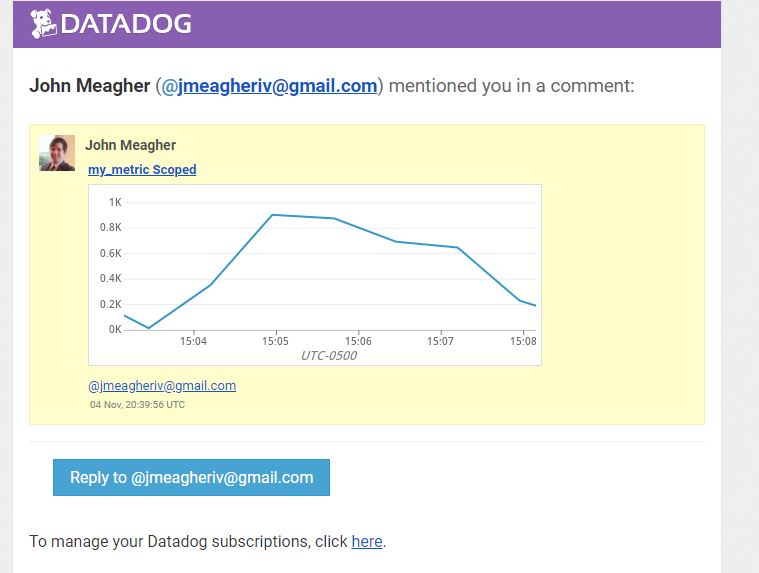 DATADOG
John Meagher (@jmeagheriv@gmail.com) mentioned you in a comment:
John Meagher
my_metric Scoped
1K
0.8K
0.6K
0.4K
0.2K
0K
15:04 15:05 15:06 15:07 15:08
UTC-0500
@jmeagheriv@gmail.com
04 Nov, 20:39:56 UTC
Reply to @jmeagheriv@gmail.com
To manage your Datadog subscriptions, click here.